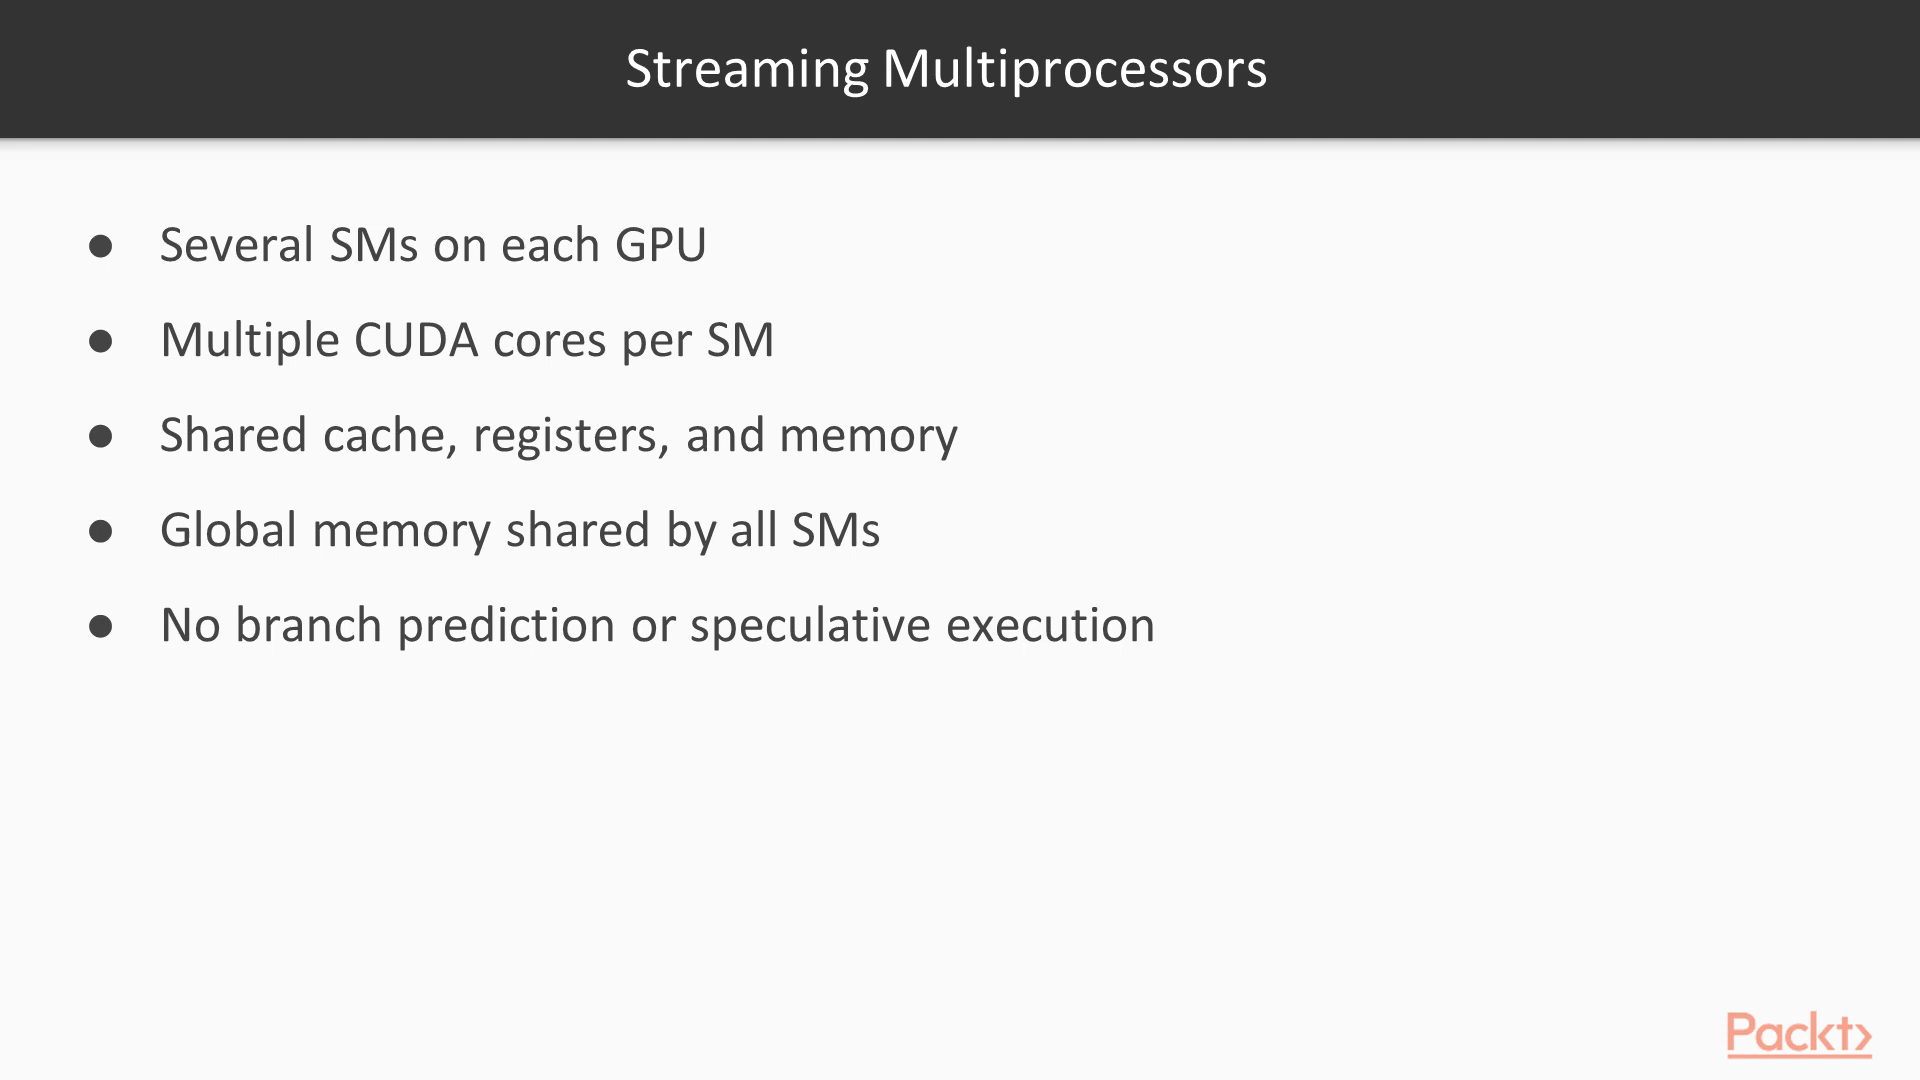 Streaming Multiprocessors
● Several SMs on each GPU
● Multiple CUDA cores per SM
● Shared cache, registers, and memory
● Global memory shared by all SMs
● No branch prediction or speculative execution
Packt>